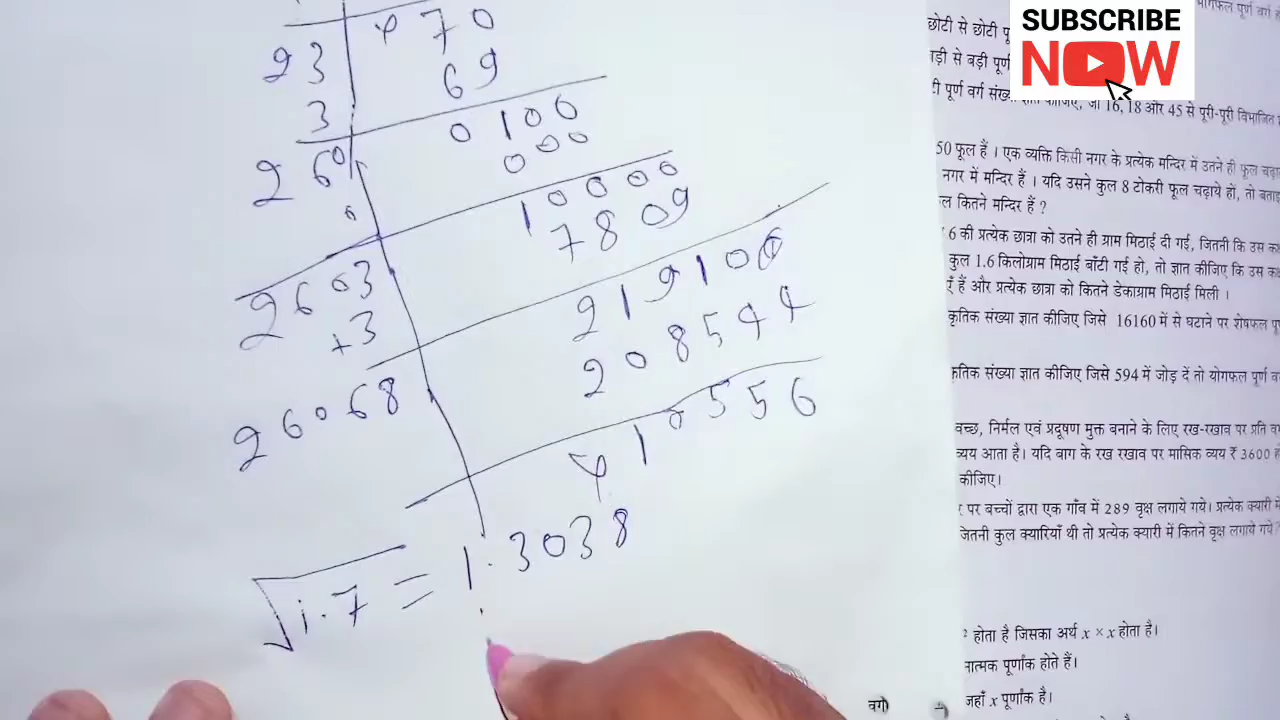 SUBSCRIBE
NOW
23
3
70
69
0100
260
000
0
10000
7809
2603
+3
219100
208544
26068
10556
√1.7 = 1.3038
छोटी से छोटी
से बड़ी पूर्ण
पूर्ण वर्ग संख्या ज्ञात कीजिए, जो 16, 18 और 45 से पूरी-पूरी विभाजित
50 फूल हैं । एक व्यक्ति किसी नगर के प्रत्येक मन्दिर में उतने ही फूल
नगर में मन्दिर हैं । यदि उसने कुल 8 टोकरी फूल चढ़ाये हों, तो
कितने मन्दिर हैं ?
6 की प्रत्येक छात्रा को उतने ही ग्राम मिठाई दी गई, जितनी कि उस
कुल 1.6 किलोग्राम मिठाई बाँटी गई हो, तो ज्ञात कीजिए कि उस
हैं और प्रत्येक छात्रा को कितने डेकाग्राम मिठाई मिली ।
संख्या ज्ञात कीजिए जिसे 16160 में से घटाने पर शेषफल
संख्या ज्ञात कीजिए जिसे 594 में जोड़ दें तो योगफल पूर्ण
निर्मल एवं प्रदूषण मुक्त बनाने के लिए रख-रखाव पर प्रति
व्यय आता है। यदि बाग के रख रखाव पर मासिक व्यय ₹ 3600
कीजिए।
पर बच्चों द्वारा एक गाँव में 289 वृक्ष लगाये गये। प्रत्येक क्यारी में
जितनी कुल क्यारियाँ थी तो प्रत्येक क्यारी में कितने वृक्ष लगाये गये
होता है जिसका अर्थ x × x होता है।
पूर्णांक होते हैं।
जहाँ x पूर्णांक है।